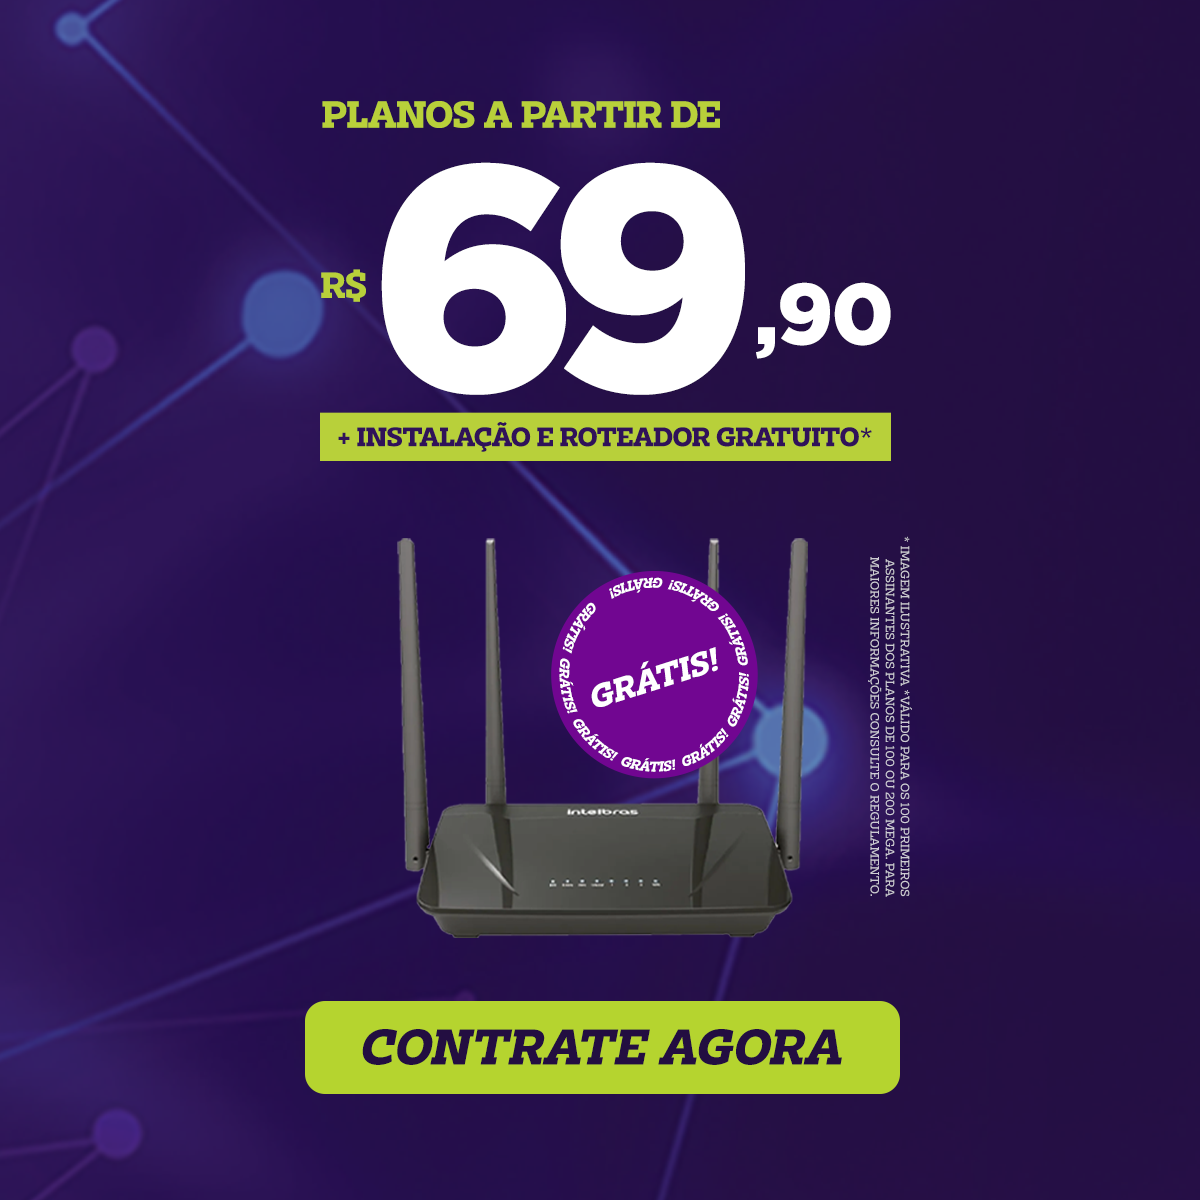 PLANOS A PARTIR DE
R$ 69,90
+ INSTALAÇÃO E ROTEADOR GRATUITO*
GRÁTIS! GRÁTIS! GRÁTIS! GRÁTIS! GRÁTIS! GRÁTIS! GRÁTIS! GRÁTIS! GRÁTIS! GRÁTIS!
GRÁTIS!
intelbras
* IMAGEM ILUSTRATIVA *VÁLIDO PARA OS 100 PRIMEIROS
ASSINANTES DOS PLANOS DE 100 OU 200 MEGA. PARA
MAIORES INFORMAÇÕES CONSULTE O REGULAMENTO.
CONTRATE AGORA